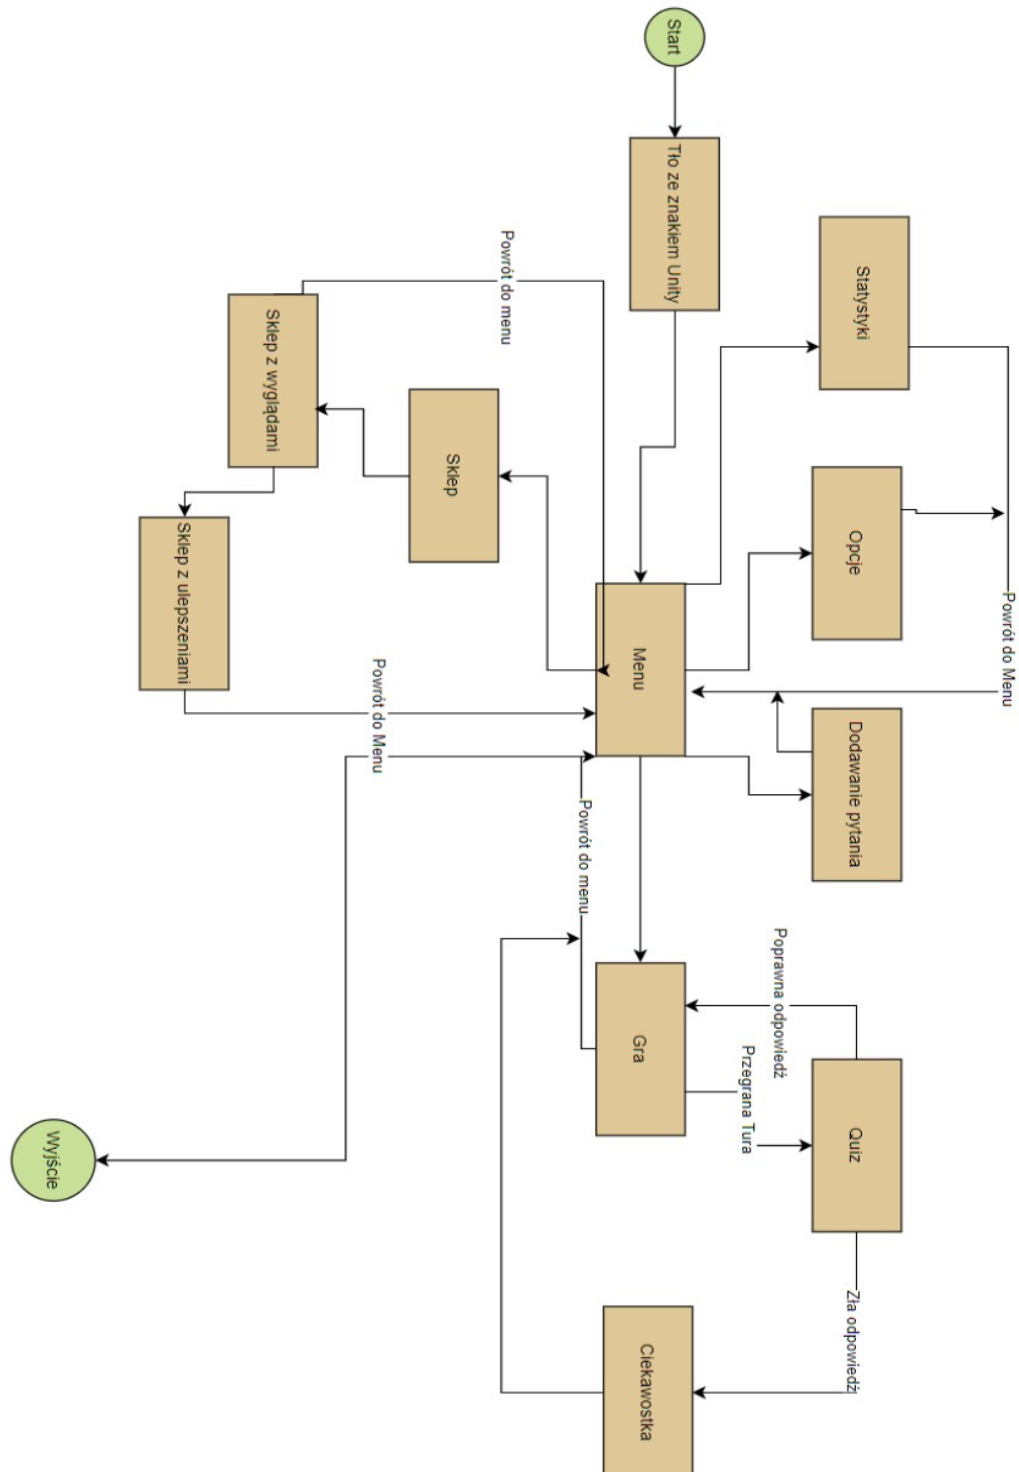 Start
Tło ze znakiem Unity
Statystyki
Powrót do menu
Sklep z wyglądami
Sklep
Opcje
Sklep z ulepszeniami
Menu
Powrót do Menu
Powrót do Menu
Dodawanie pytania
Powrót do menu
Poprawna odpowiedź
Gra
Przegrana Tura
Quiz
Wyjście
Zła odpowiedź
Ciekawostka